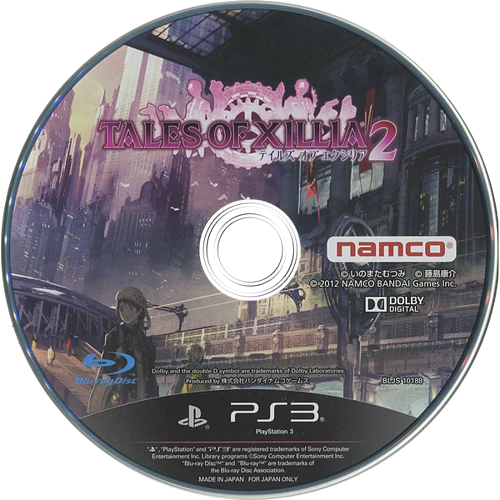 TALES OF XILLIA 2
テイルズ オブ エクシリア
namco®
© いのまたむつみ © 藤島康介
© 2012 NAMCO BANDAI Games Inc.
DOLBY
DIGITAL
Blu-ray Disc
Dolby and the double-D symbol are trademarks of Dolby Laboratories.
Produced by 株式会社バンダイナムコゲームス
BLJS 10188
PS3
PlayStation 3
"PlayStation" and "PS3" are registered trademarks of Sony Computer
Entertainment Inc. Library programs ©Sony Computer Entertainment Inc.
"Blu-ray Disc™" and "Blu-ray™" are trademarks of
the Blu-ray Disc Association.
MADE IN JAPAN FOR JAPAN ONLY